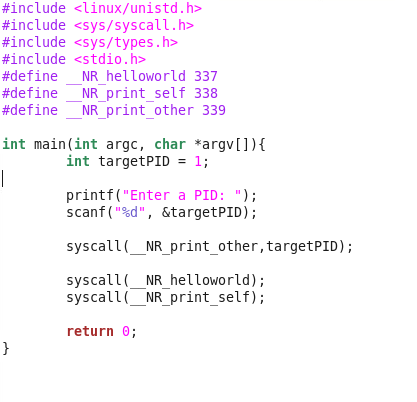 #include <linux/unistd.h>
#include <sys/syscall.h>
#include <sys/types.h>
#include <stdio.h>
#define __NR_helloworld 337
#define __NR_print_self 338
#define __NR_print_other 339
int main(int argc, char *argv[]){
int targetPID = 1;
printf("Enter a PID: ");
scanf("%d", &targetPID);
syscall(__NR_print_other,targetPID);
syscall(__NR_helloworld);
syscall(__NR_print_self);
return 0;
}